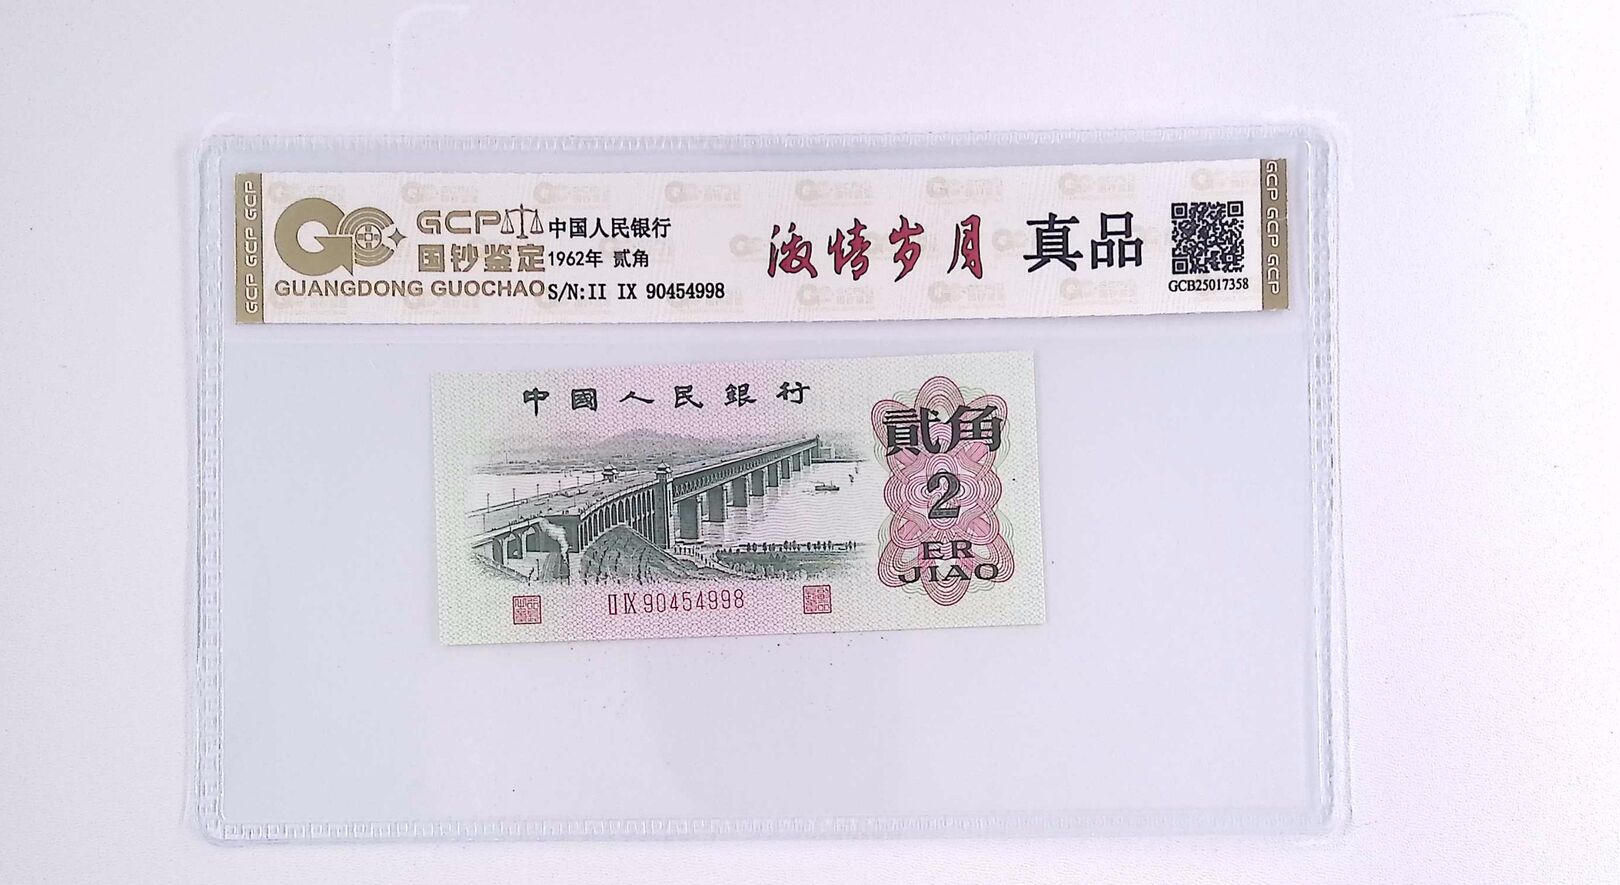 GCP GCP GCP
GCP
国钞鉴定
GUANGDONG GUOCHAO
中国人民银行
1962年 贰角
S/N:II IX 90454998
激情岁月
真品
GCB25017358
GCP GCP GCP
中國人民銀行
貳角
2
ER
JIAO
II IX 90454998